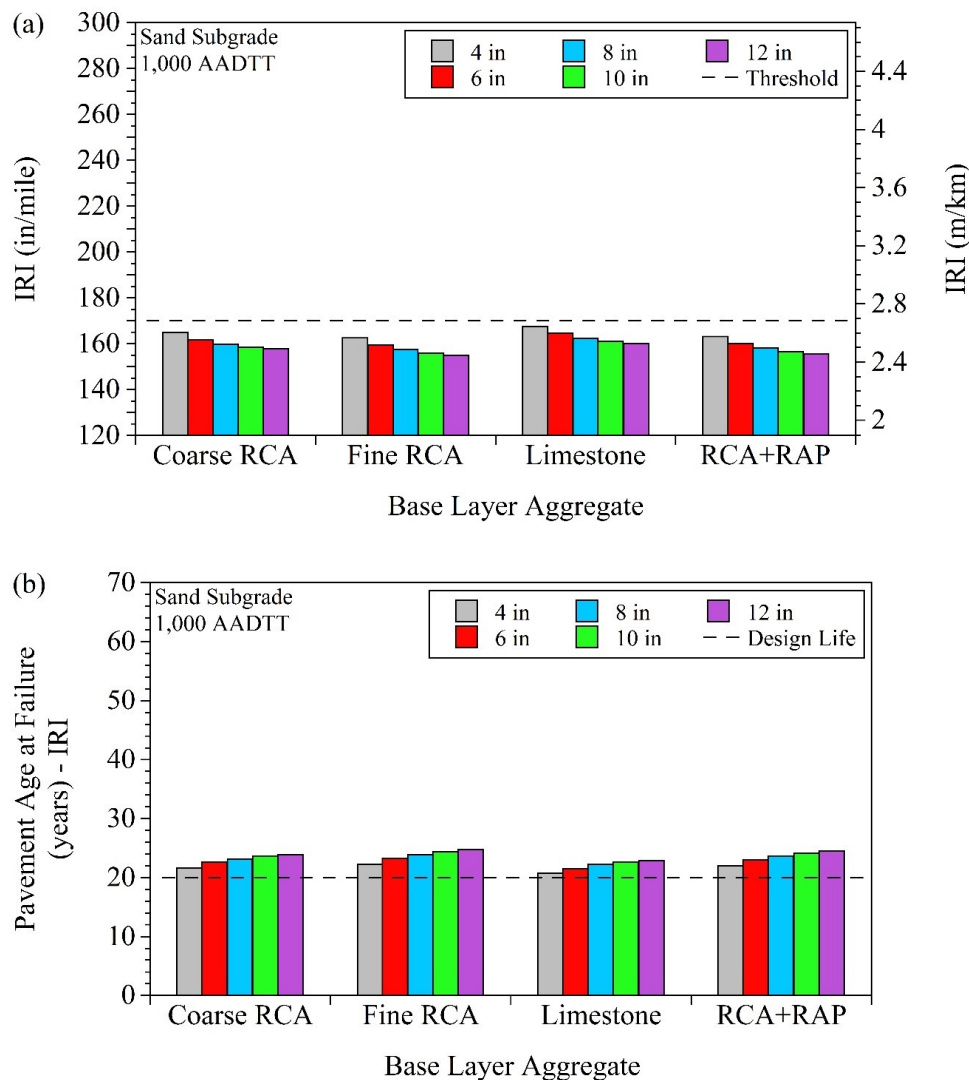 (a)
Sand Subgrade
1,000 AADTT
4 in
8 in
12 in
6 in
10 in
Threshold
300
280
260
240
220
200
180
160
140
120
IRI (in/mile)
4.4
4
3.6
3.2
2.8
2.4
2
IRI (m/km)
Coarse RCA
Fine RCA
Limestone
RCA+RAP
Base Layer Aggregate
(b)
Sand Subgrade
1,000 AADTT
4 in
8 in
12 in
6 in
10 in
Design Life
70
60
50
40
30
20
10
0
Pavement Age at Failure
(years) - IRI
Coarse RCA
Fine RCA
Limestone
RCA+RAP
Base Layer Aggregate